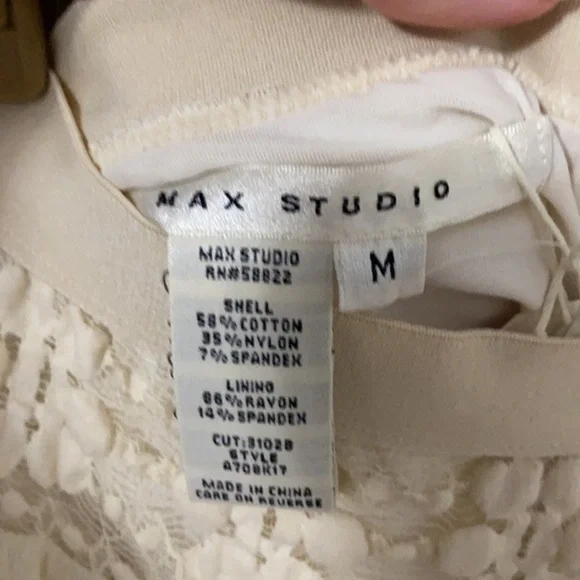 MAX STUDIO
M
MAX STUDIO
RN#58822
SHELL
58%COTTON
35%NYLON
7%SPANDEX
LINING
86%RAYON
14%SPANDEX
CUT:31028
STYLE
A708K17
MADE IN CHINA
CARE ON REVERSE